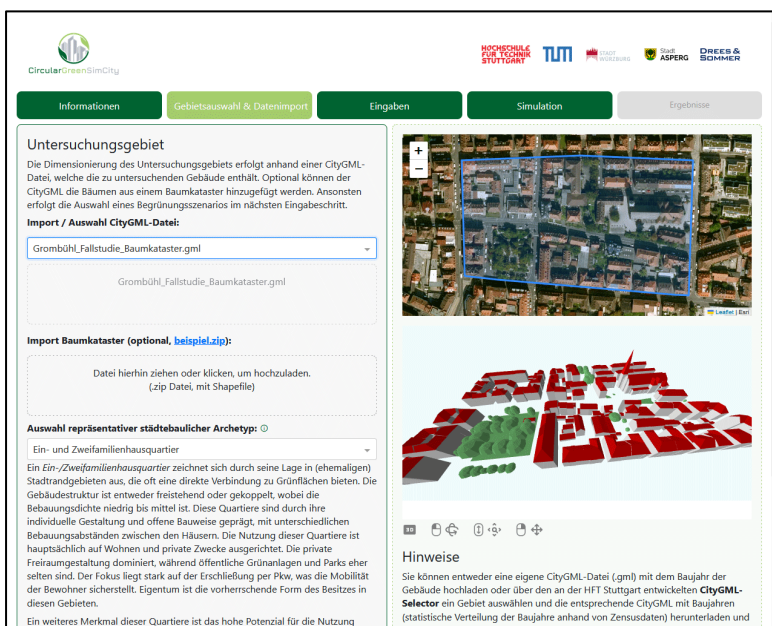 CircularGreenSimCity
HOCHSCHULE
FÜR TECHNIK
STUTTGART
TUM
STADT
WÜRZBURG
Stadt
ASPERG
DREES &
SOMMER
Informationen
Gebietsauswahl & Datenimport
Eingaben
Simulation
Ergebnisse
Untersuchungsgebiet
Die Dimensionierung des Untersuchungsgebiets erfolgt anhand einer CityGML-
Datei, welche die zu untersuchenden Gebäude enthält. Optional können der
CityGML die Bäumen aus einem Baumkataster hinzugefügt werden. Ansonsten
erfolgt die Auswahl eines Begrünungsszenarios im nächsten Eingabeschritt.
Import / Auswahl CityGML-Datei:
Grombühl_Fallstudie_Baumkataster.gml
Grombühl_Fallstudie_Baumkataster.gml
Import Baumkataster (optional, beispiel.zip):
Datei hierhin ziehen oder klicken, um hochzuladen.
(.zip Datei, mit Shapefile)
Auswahl repräsentativer städtebaulicher Archetyp:
Ein- und Zweifamilienhausquartier
Ein Ein-/Zweifamilienhausquartier zeichnet sich durch seine Lage in (ehemaligen)
Stadtrandgebieten aus, die oft eine direkte Verbindung zu Grünflächen bieten. Die
Gebäudestruktur ist entweder freistehend oder gekoppelt, wobei die
Bebauungsdichte niedrig bis mittel ist. Diese Quartiere sind durch ihre
individuelle Gestaltung und offene Bauweise geprägt, mit unterschiedlichen
Bebauungsabständen zwischen den Häusern. Die Nutzung dieser Quartiere ist
hauptsächlich auf Wohnen und private Zwecke ausgerichtet. Die private
Freiraumgestaltung dominiert, während öffentliche Grünanlagen und Parks eher
selten sind. Der Fokus liegt stark auf der Erschließung per Pkw, was die Mobilität
der Bewohner sicherstellt. Eigentum ist die vorherrschende Form des Besitzes in
diesen Gebieten.
Ein weiteres Merkmal dieser Quartiere ist das hohe Potenzial für die Nutzung
+
−
Leaflet | Esri
3D
Hinweise
Sie können entweder eine eigene CityGML-Datei (.gml) mit dem Baujahr der
Gebäude hochladen oder über den an der HFT Stuttgart entwickelten CityGML-
Selector ein Gebiet auswählen und die entsprechende CityGML mit Baujahren
(statistische Verteilung der Baujahre anhand von Zensusdaten) herunterladen und